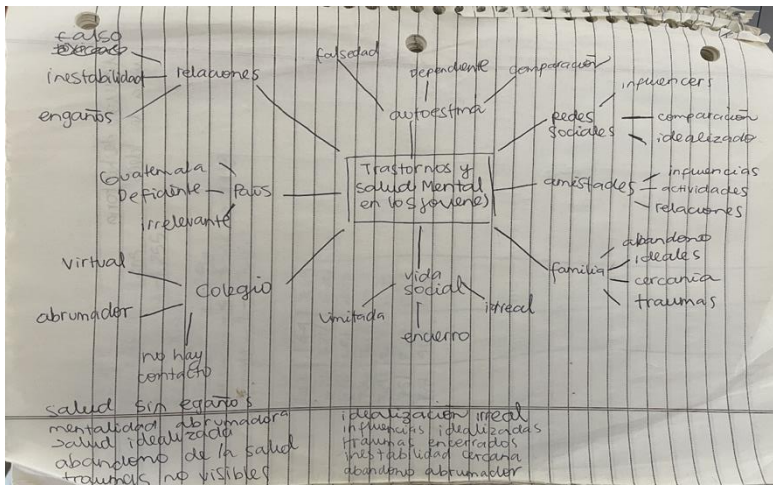 falso
inestabilidad
engaños
relaciones
falsedad
dependiente
comparación
autoestima
redes
sociales
influencers
comparación
idealizado
Guatemala
Deficiente
irrelevante
País
Trastornos y
Salud Mental
en los jóvenes
amistades
influencias
actividades
relaciones
Virtual
abrumador
no hay
contacto
Colegio
vida
social
limitada
encierro
irreal
familia
abandono
ideales
cercanía
traumas
salud sin egaños
mentalidad abrumadora
salud idealizada
abandono de la salud
traumas no visibles
idealización irreal
influencias idealizadas
traumas encerrados
inestabilidad cercana
abandono abrumador